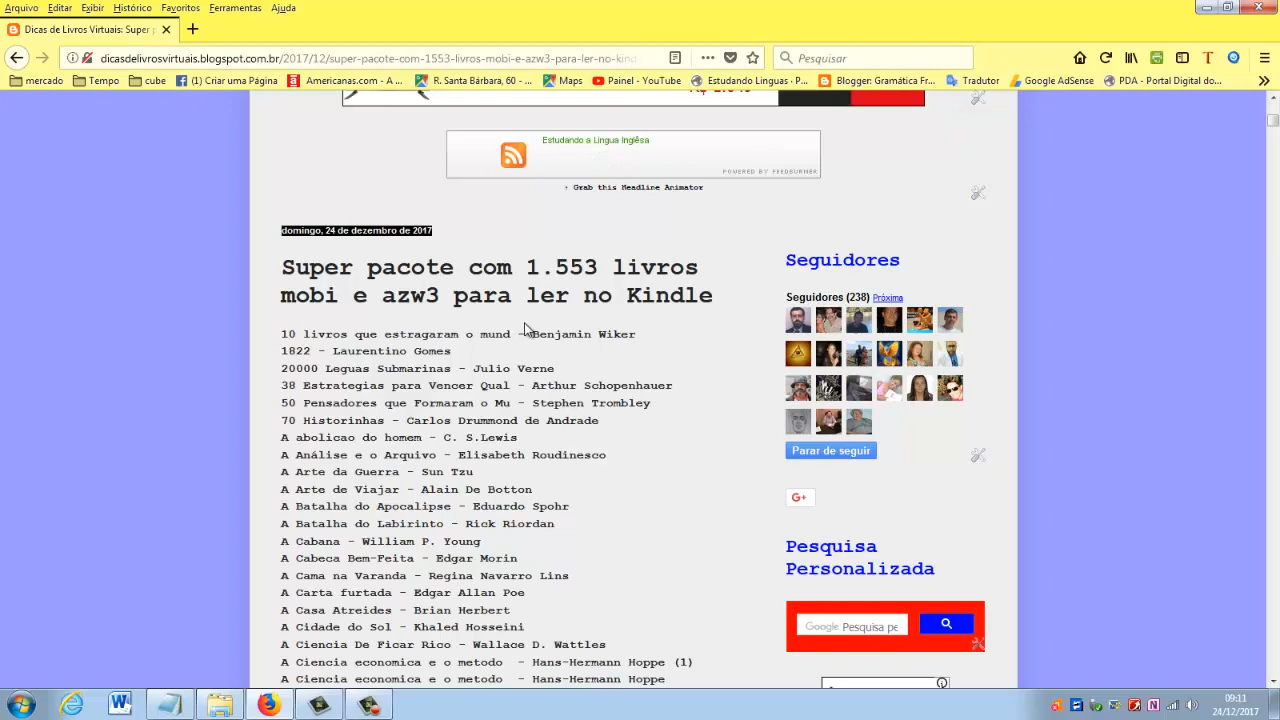 Arquivo Editar Exibir Histórico Favoritos Ferramentas Ajuda
Dicas de Livros Virtuais: Super p
dicasdelivrosvirtuais.blogspot.com.br/2017/12/super-pacote-com-1553-livros-mobi-e-azw3-para-ler-no-kind
Pesquisar
mercado Tempo cube (1) Criar uma Página Americanas.com - A ... R. Santa Bárbara, 60 - ... Maps Painel - YouTube Estudando Linguas - P... Blogger: Gramática Fr... Tradutor Google AdSense PDA - Portal Digital do...
Estudando a Lingua Inglêsa
POWERED BY FEEDBURNER
↑ Grab this Headline Animator
domingo, 24 de dezembro de 2017
Super pacote com 1.553 livros
mobi e azw3 para ler no Kindle
10 livros que estragaram o mund - Benjamin Wiker
1822 - Laurentino Gomes
20000 Leguas Submarinas - Julio Verne
38 Estrategias para Vencer Qual - Arthur Schopenhauer
50 Pensadores que Formaram o Mu - Stephen Trombley
70 Historinhas - Carlos Drummond de Andrade
A abolicao do homem - C. S.Lewis
A Análise e o Arquivo - Elisabeth Roudinesco
A Arte da Guerra - Sun Tzu
A Arte de Viajar - Alain De Botton
A Batalha do Apocalipse - Eduardo Spohr
A Batalha do Labirinto - Rick Riordan
A Cabana - William P. Young
A Cabeca Bem-Feita - Edgar Morin
A Cama na Varanda - Regina Navarro Lins
A Carta furtada - Edgar Allan Poe
A Casa Atreides - Brian Herbert
A Cidade do Sol - Khaled Hosseini
A Ciencia De Ficar Rico - Wallace D. Wattles
A Ciencia economica e o metodo - Hans-Hermann Hoppe (1)
A Ciencia economica e o metodo - Hans-Hermann Hoppe
Seguidores
Seguidores (238) Próxima
Parar de seguir
G+
Pesquisa
Personalizada
Google Pesquisa pe
09:11
24/12/2017